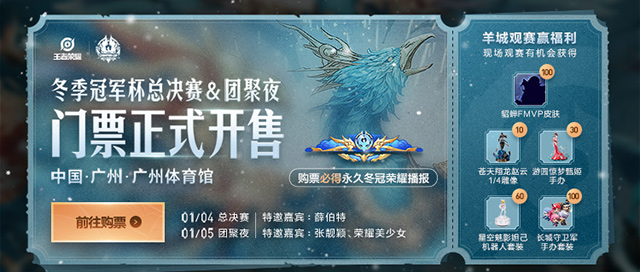 王者荣耀
冬季冠军杯总决赛&团聚夜
门票正式开售
中国·广州·广州体育馆
购票必得永久冬冠荣耀播报
前往购票 >
01/04 总决赛 | 特邀嘉宾：薛伯特
01/05 团聚夜 | 特邀嘉宾：张靓颖、荣耀美少女
羊城观赛赢福利
现场观赛有机会获得
100
貂蝉FMVP皮肤
10
苍天翔龙赵云
1/4雕像
30
游园惊梦甄姬
手办
60
星空魅影妲己
机器人套装
100
长城守卫军
手办套装